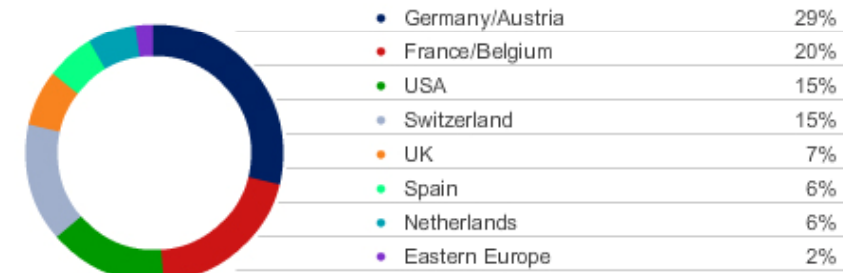 Germany/Austria 29%
France/Belgium 20%
USA 15%
Switzerland 15%
UK 7%
Spain 6%
Netherlands 6%
Eastern Europe 2%